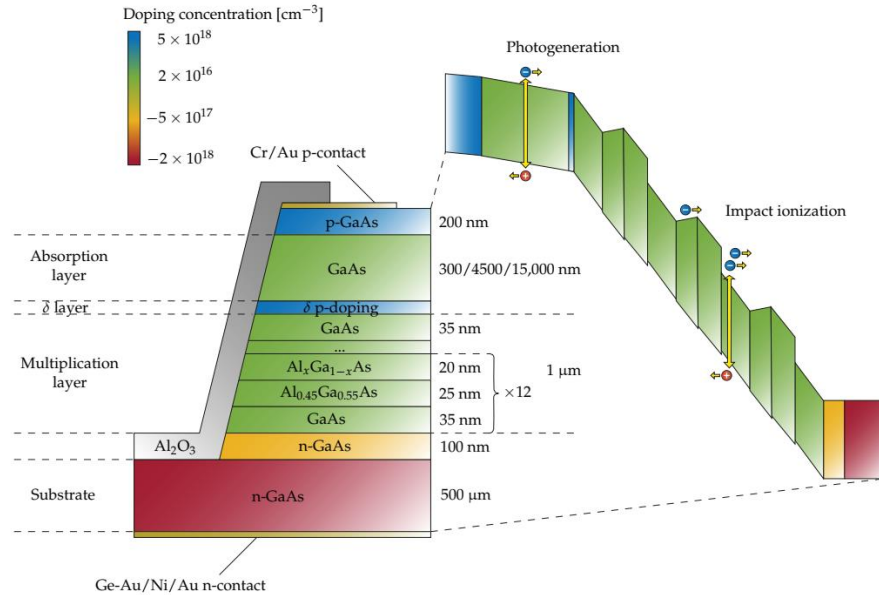 Doping concentration [cm⁻³]
5 × 10¹⁸
2 × 10¹⁶
−5 × 10¹⁷
−2 × 10¹⁸
Photogeneration
Impact ionization
Cr/Au p-contact
p-GaAs
200 nm
Absorption
layer
GaAs
300/4500/15,000 nm
δ layer
δ p-doping
Multiplication
layer
GaAs
35 nm
...
AlₓGa₁₋ₓAs
20 nm
Al₀.₄₅Ga₀.₅₅As
25 nm
GaAs
35 nm
×12
1 μm
Al₂O₃
n-GaAs
100 nm
Substrate
n-GaAs
500 μm
Ge-Au/Ni/Au n-contact